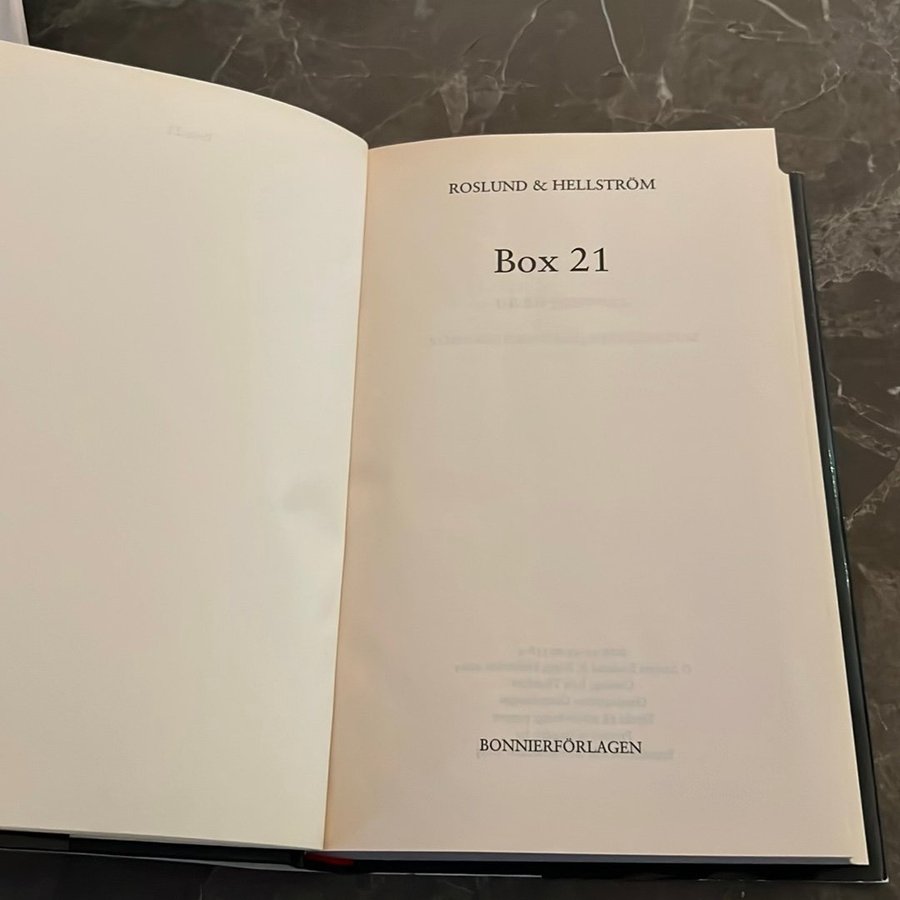 ROSLUND & HELLSTRÖM
Box 21
BONNIERFÖRLAGEN